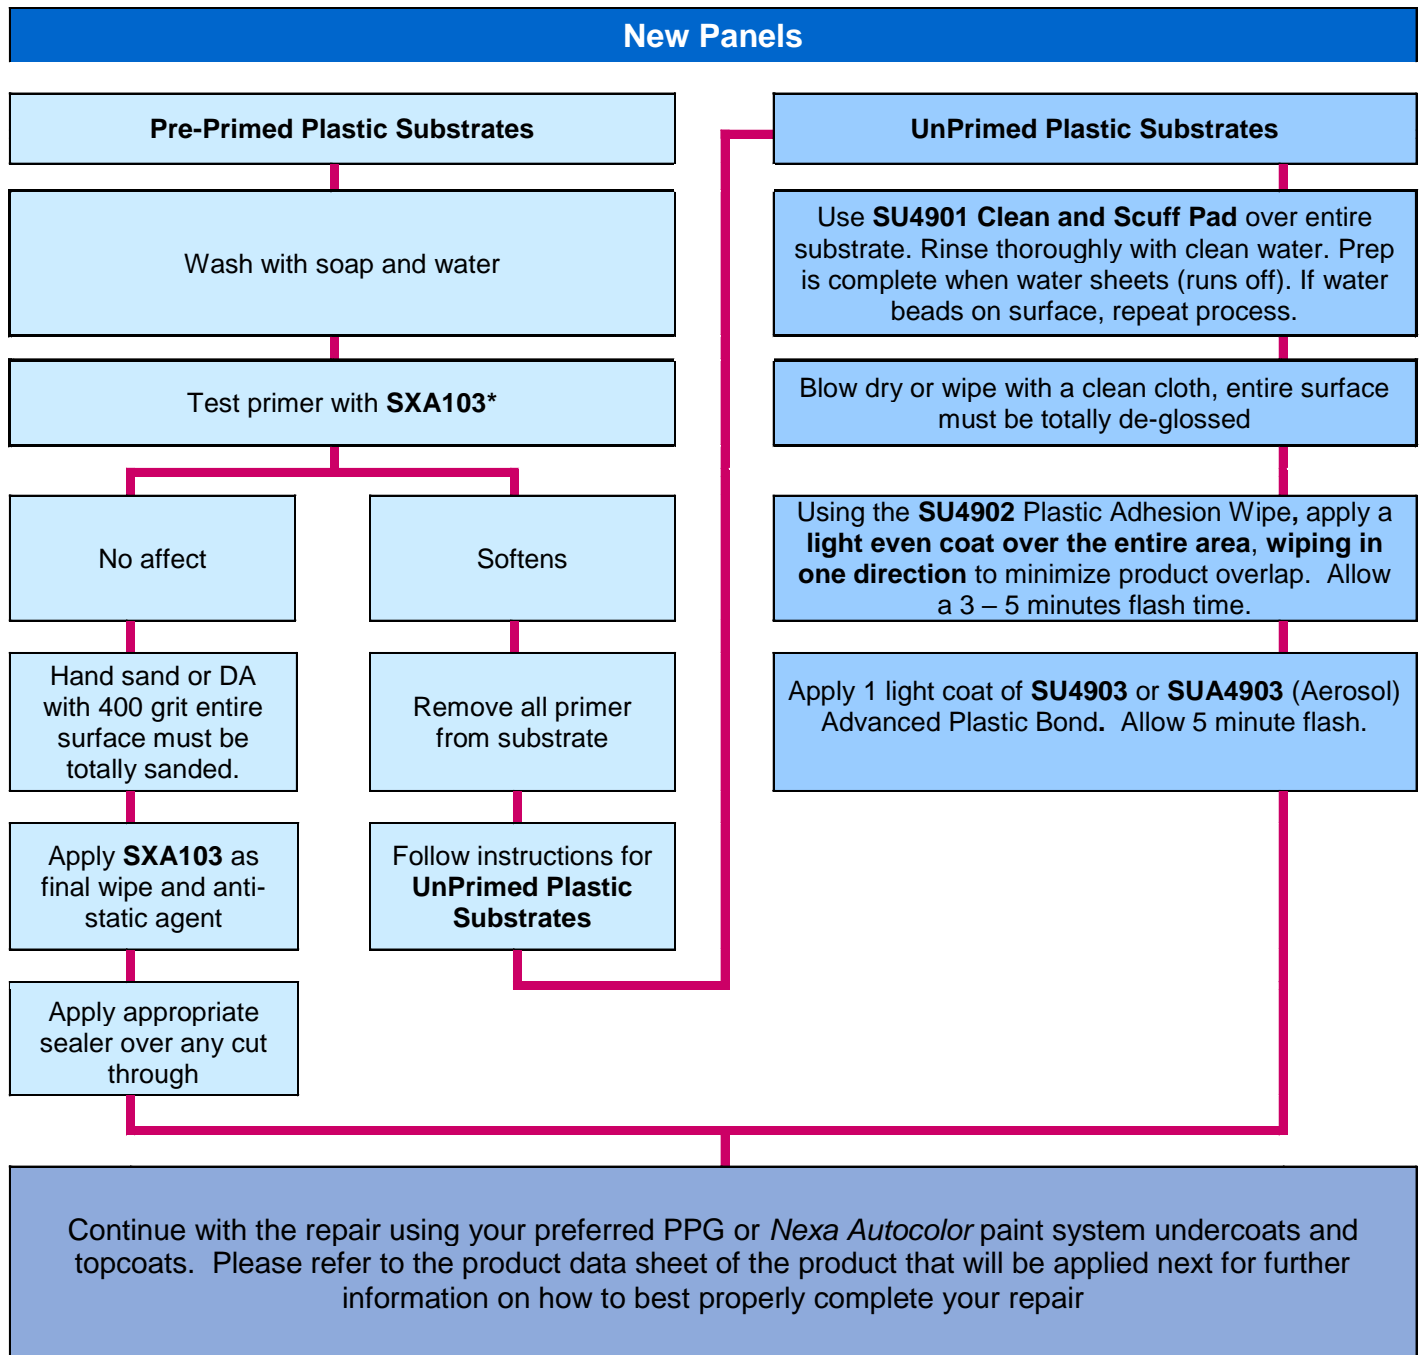 New Panels
Pre-Primed Plastic Substrates
Wash with soap and water
Test primer with SXA103*
No affect
Hand sand or DA
with 400 grit entire
surface must be
totally sanded.
Apply SXA103 as
final wipe and anti-
static agent
Apply appropriate
sealer over any cut
through
Softens
Remove all primer
from substrate
Follow instructions for
UnPrimed Plastic
Substrates
UnPrimed Plastic Substrates
Use SU4901 Clean and Scuff Pad over entire
substrate. Rinse thoroughly with clean water. Prep
is complete when water sheets (runs off). If water
beads on surface, repeat process.
Blow dry or wipe with a clean cloth, entire surface
must be totally de-glossed
Using the SU4902 Plastic Adhesion Wipe, apply a
light even coat over the entire area, wiping in
one direction to minimize product overlap.  Allow
a 3 – 5 minutes flash time.
Apply 1 light coat of SU4903 or SUA4903 (Aerosol)
Advanced Plastic Bond.  Allow 5 minute flash.
Continue with the repair using your preferred PPG or Nexa Autocolor paint system undercoats and
topcoats.  Please refer to the product data sheet of the product that will be applied next for further
information on how to best properly complete your repair